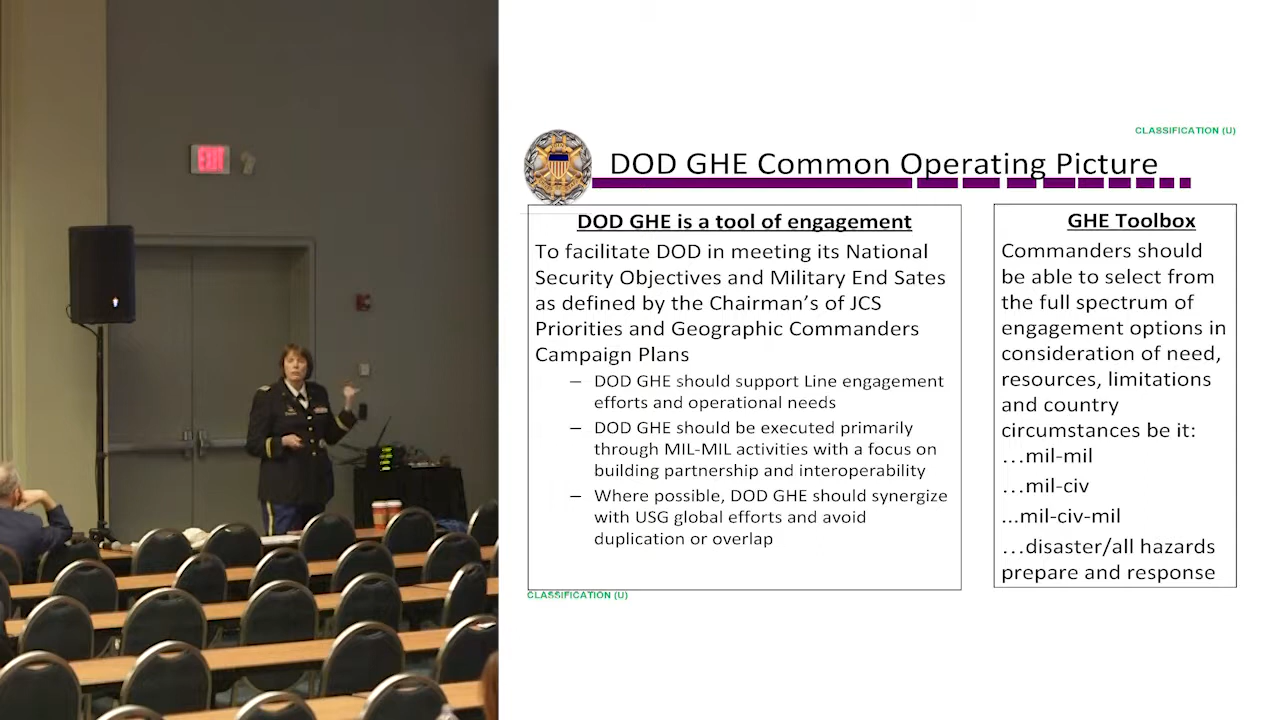 EXIT
CLASSIFICATION (U)
DOD GHE Common Operating Picture
DOD GHE is a tool of engagement
To facilitate DOD in meeting its National
Security Objectives and Military End Sates
as defined by the Chairman's of JCS
Priorities and Geographic Commanders
Campaign Plans
– DOD GHE should support Line engagement
efforts and operational needs
– DOD GHE should be executed primarily
through MIL-MIL activities with a focus on
building partnership and interoperability
– Where possible, DOD GHE should synergize
with USG global efforts and avoid
duplication or overlap
CLASSIFICATION (U)
GHE Toolbox
Commanders should
be able to select from
the full spectrum of
engagement options in
consideration of need,
resources, limitations
and country
circumstances be it:
…mil-mil
…mil-civ
...mil-civ-mil
…disaster/all hazards
prepare and response